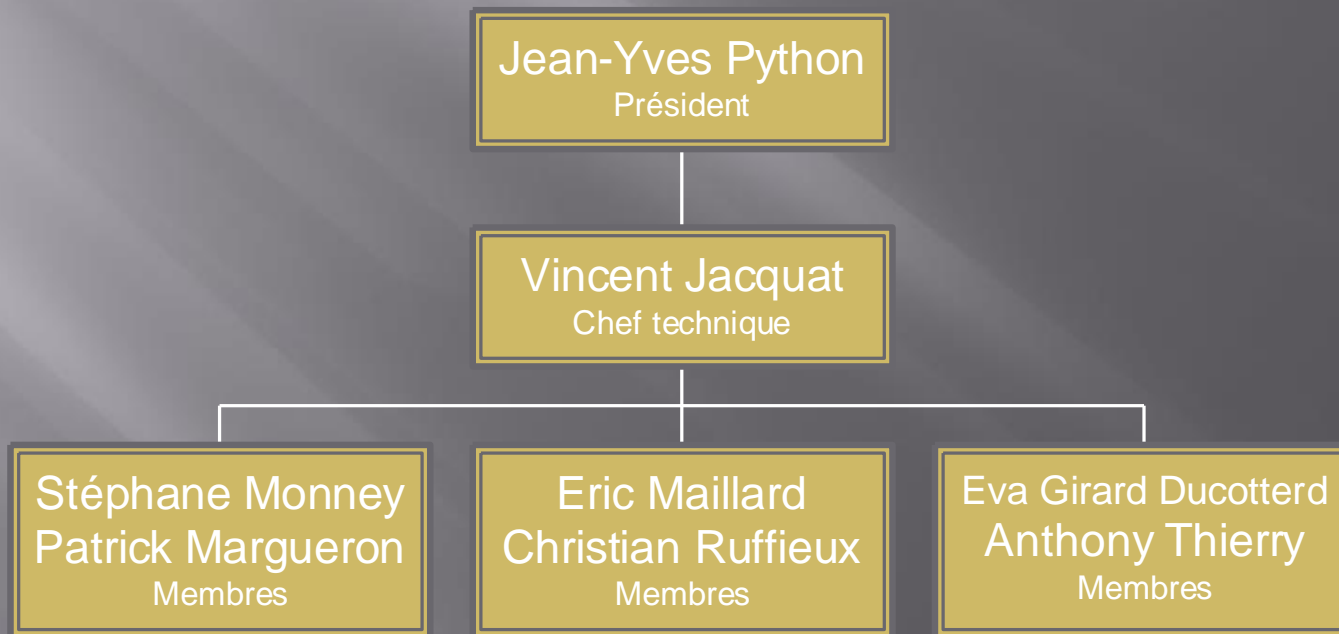 Jean-Yves Python
Président
Vincent Jacquat
Chef technique
Stéphane Monney
Patrick Margueron
Membres
Eric Maillard
Christian Ruffieux
Membres
Eva Girard Ducotterd
Anthony Thierry
Membres